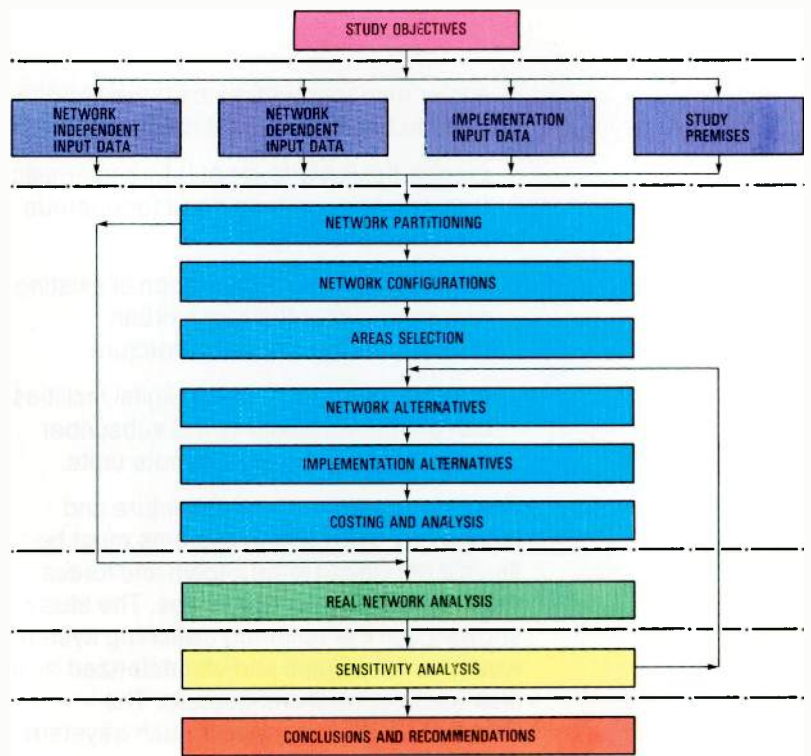 STUDY OBJECTIVES
NETWORK
INDEPENDENT
INPUT DATA
NETWORK
DEPENDENT
INPUT DATA
IMPLEMENTATION
INPUT DATA
STUDY
PREMISES
NETWORK PARTITIONING
NETWORK CONFIGURATIONS
AREAS SELECTION
NETWORK ALTERNATIVES
IMPLEMENTATION ALTERNATIVES
COSTING AND ANALYSIS
REAL NETWORK ANALYSIS
SENSITIVITY ANALYSIS
CONCLUSIONS AND RECOMMENDATIONS